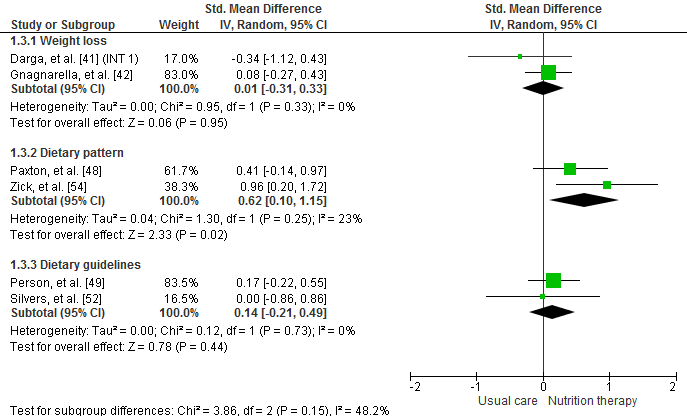 Std. Mean Difference Std. Mean Difference
Study or Subgroup Weight IV, Random, 95% CI IV, Random, 95% CI
1.3.1 Weight loss
Darga, et al. [41] (INT 1) 17.0% -0.34 [-1.12, 0.43]
Gnagnarella, et al. [42] 83.0% 0.08 [-0.27, 0.43]
Subtotal (95% CI) 100.0% 0.01 [-0.31, 0.33]
Heterogeneity: Tau² = 0.00; Chi² = 0.95, df = 1 (P = 0.33); I² = 0%
Test for overall effect: Z = 0.06 (P = 0.95)
1.3.2 Dietary pattern
Paxton, et al. [48] 61.7% 0.41 [-0.14, 0.97]
Zick, et al. [54] 38.3% 0.96 [0.20, 1.72]
Subtotal (95% CI) 100.0% 0.62 [0.10, 1.15]
Heterogeneity: Tau² = 0.04; Chi² = 1.30, df = 1 (P = 0.25); I² = 23%
Test for overall effect: Z = 2.33 (P = 0.02)
1.3.3 Dietary guidelines
Person, et al. [49] 83.5% 0.17 [-0.22, 0.55]
Silvers, et al. [52] 16.5% 0.00 [-0.86, 0.86]
Subtotal (95% CI) 100.0% 0.14 [-0.21, 0.49]
Heterogeneity: Tau² = 0.00; Chi² = 0.12, df = 1 (P = 0.73); I² = 0%
Test for overall effect: Z = 0.78 (P = 0.44)
-2 -1 0 1 2
Usual care Nutrition therapy
Test for subgroup differences: Chi² = 3.86, df = 2 (P = 0.15), I² = 48.2%